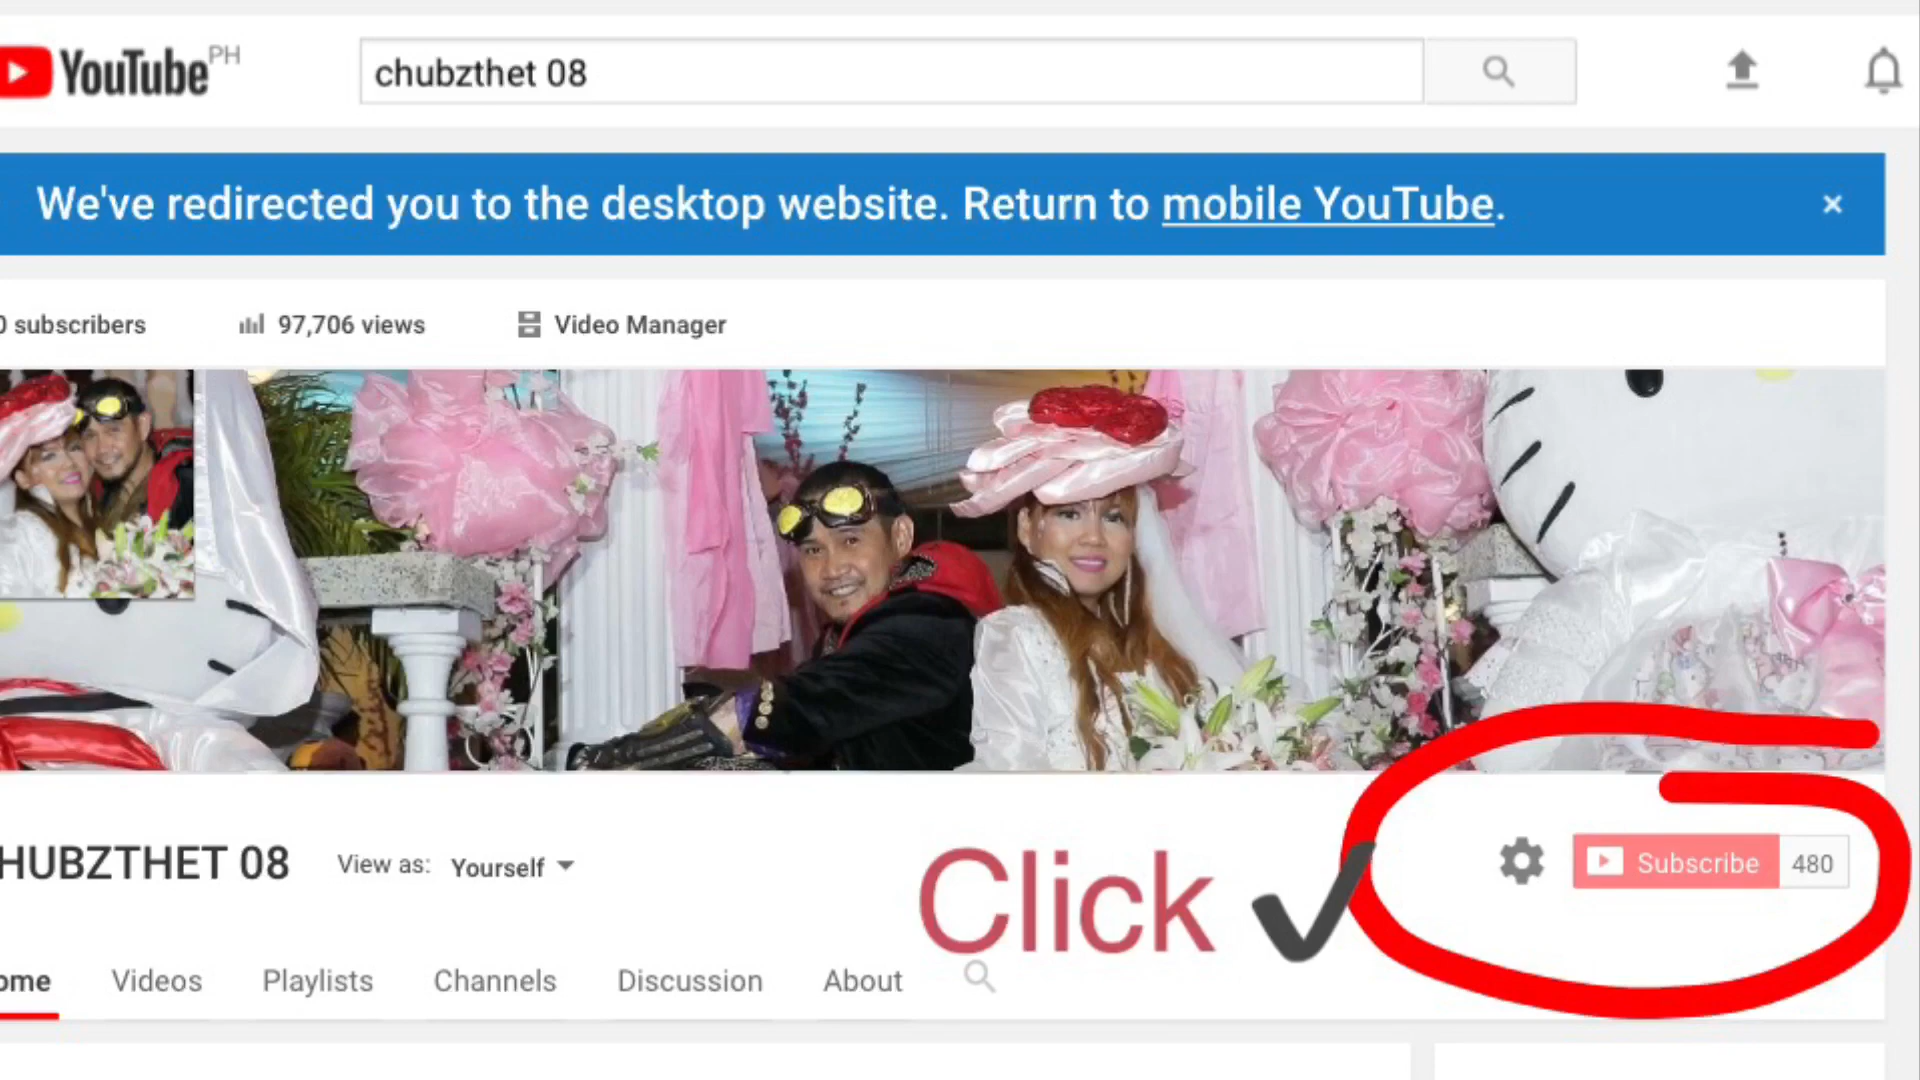 YouTube PH
chubzthet 08
We've redirected you to the desktop website. Return to mobile YouTube.
0 subscribers 97,706 views Video Manager
HUBZTHET 08 View as: Yourself
Click ✓
Subscribe 480
ome Videos Playlists Channels Discussion About